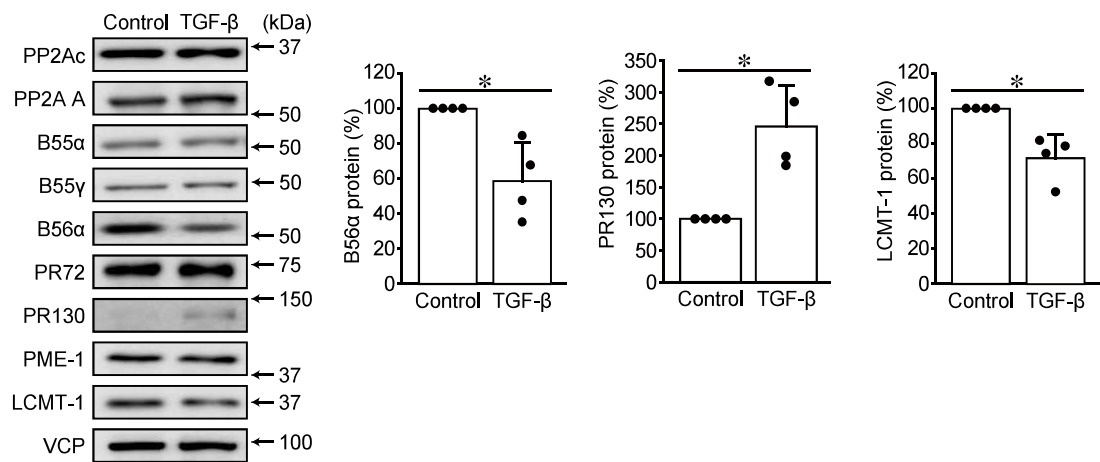 Control TGF-β (kDa)
PP2Ac 37
PP2A A 50
B55α 50
B55γ 50
B56α 50
PR72 75
PR130 150
PME-1 37
LCMT-1 37
VCP 100
B56α protein (%)
120
100
80
60
40
20
0
*
Control TGF-β
PR130 protein (%)
350
300
250
200
150
100
50
0
*
Control TGF-β
LCMT-1 protein (%)
120
100
80
60
40
20
0
*
Control TGF-β